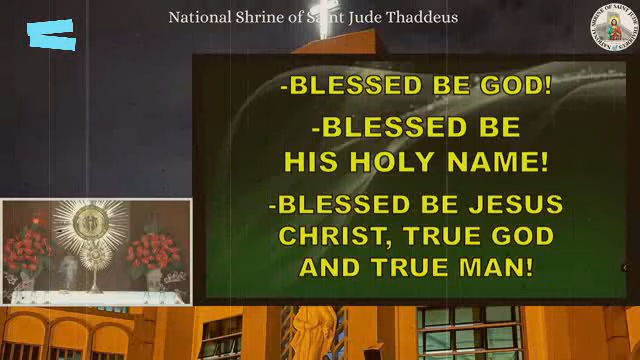 National Shrine of Saint Jude Thaddeus
-BLESSED BE GOD!
-BLESSED BE
HIS HOLY NAME!
-BLESSED BE JESUS
CHRIST, TRUE GOD
AND TRUE MAN!